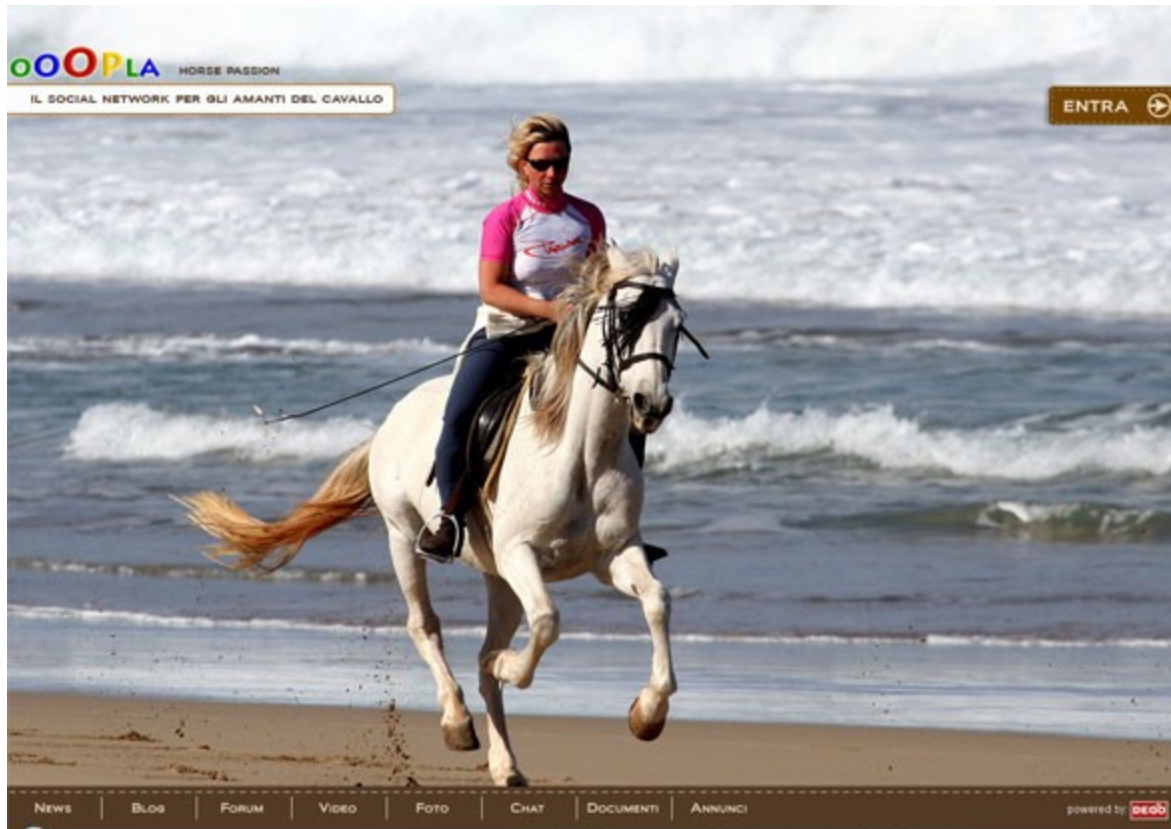 OOOPLA HORSE PASSION
IL SOCIAL NETWORK PER GLI AMANTI DEL CAVALLO
ENTRA
NEWS BLOG FORUM VIDEO FOTO CHAT DOCUMENTI ANNUNCI
powered by: